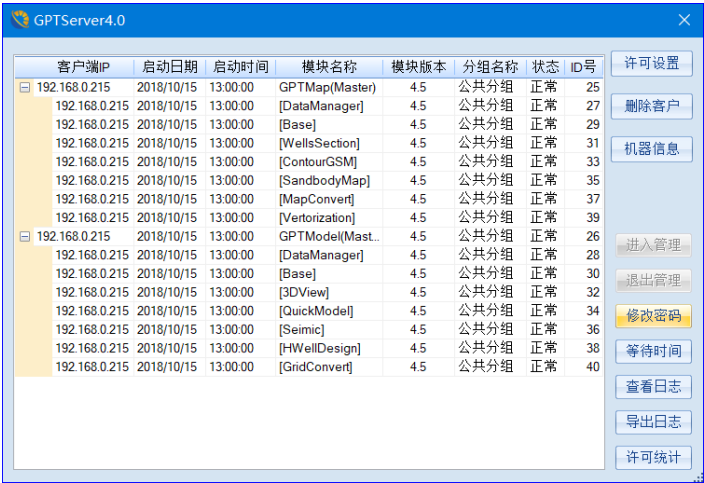 GPTServer4.0
客户端IP 启动日期 启动时间 模块名称 模块版本 分组名称 状态 ID号
192.168.0.215 2018/10/15 13:00:00 GPTMap(Master) 4.5 公共分组 正常 25
192.168.0.215 2018/10/15 13:00:00 [DataManager] 4.5 公共分组 正常 27
192.168.0.215 2018/10/15 13:00:00 [Base] 4.5 公共分组 正常 29
192.168.0.215 2018/10/15 13:00:00 [WellsSection] 4.5 公共分组 正常 31
192.168.0.215 2018/10/15 13:00:00 [ContourGSM] 4.5 公共分组 正常 33
192.168.0.215 2018/10/15 13:00:00 [SandbodyMap] 4.5 公共分组 正常 35
192.168.0.215 2018/10/15 13:00:00 [MapConvert] 4.5 公共分组 正常 37
192.168.0.215 2018/10/15 13:00:00 [Vertorization] 4.5 公共分组 正常 39
192.168.0.215 2018/10/15 13:00:00 GPTModel(Mast... 4.5 公共分组 正常 26
192.168.0.215 2018/10/15 13:00:00 [DataManager] 4.5 公共分组 正常 28
192.168.0.215 2018/10/15 13:00:00 [Base] 4.5 公共分组 正常 30
192.168.0.215 2018/10/15 13:00:00 [3DView] 4.5 公共分组 正常 32
192.168.0.215 2018/10/15 13:00:00 [QuickModel] 4.5 公共分组 正常 34
192.168.0.215 2018/10/15 13:00:00 [Seimic] 4.5 公共分组 正常 36
192.168.0.215 2018/10/15 13:00:00 [HWellDesign] 4.5 公共分组 正常 38
192.168.0.215 2018/10/15 13:00:00 [GridConvert] 4.5 公共分组 正常 40
许可设置
删除客户
机器信息
进入管理
退出管理
修改密码
等待时间
查看日志
导出日志
许可统计